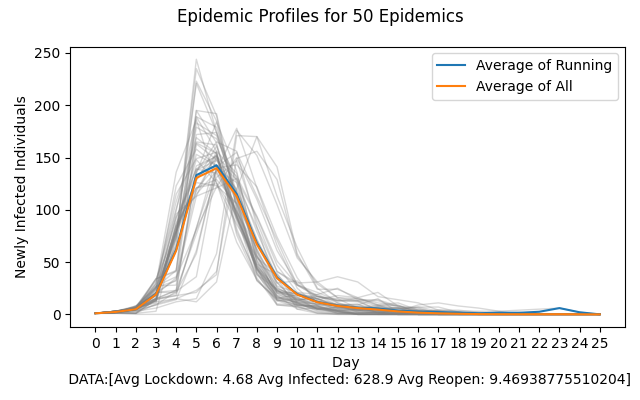 Epidemic Profiles for 50 Epidemics
Average of Running
Average of All
Newly Infected Individuals
250
200
150
100
50
0
0 1 2 3 4 5 6 7 8 9 10 11 12 13 14 15 16 17 18 19 20 21 22 23 24 25
Day
DATA:[Avg Lockdown: 4.68 Avg Infected: 628.9 Avg Reopen: 9.46938775510204]